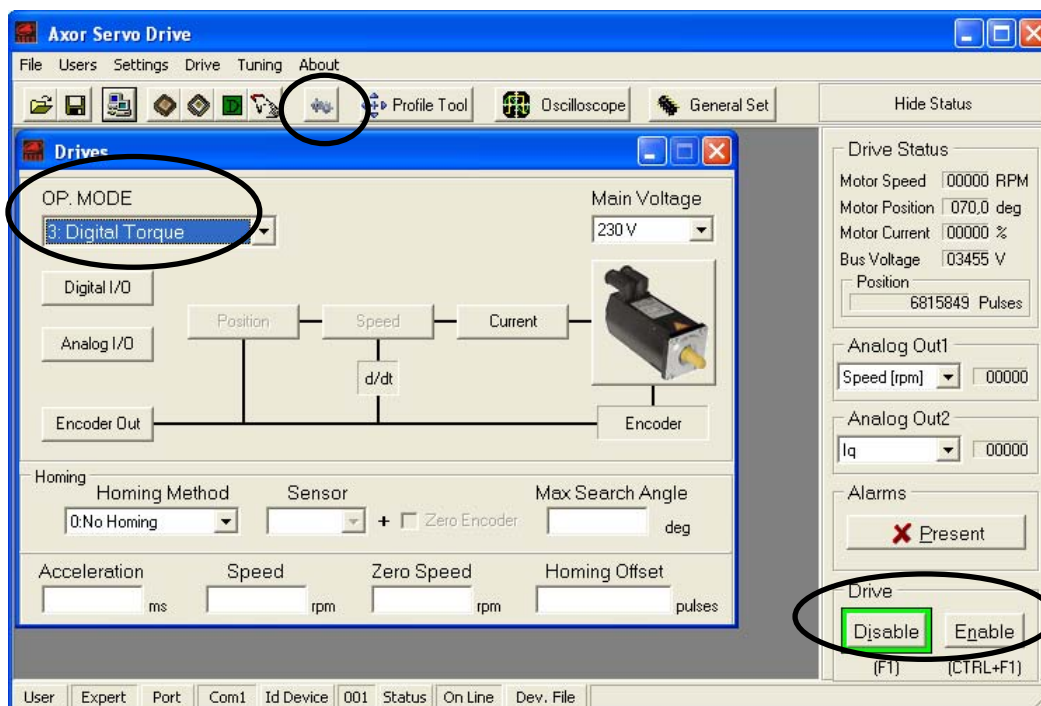 Axor Servo Drive
File Users Settings Drive Tuning About
Profile Tool Oscilloscope General Set Hide Status
Drives
OP. MODE Main Voltage
3: Digital Torque 230 V
Digital I/O
Analog I/O
Position Speed Current
d/dt
Encoder Out Encoder
Homing
Homing Method Sensor Max Search Angle
0:No Homing + Zero Encoder deg
Acceleration Speed Zero Speed Homing Offset
ms rpm rpm pulses
Drive Status
Motor Speed 00000 RPM
Motor Position 070,0 deg
Motor Current 00000 %
Bus Voltage 03455 V
Position
6815849 Pulses
Analog Out1
Speed [rpm] 00000
Analog Out2
Iq 00000
Alarms
Present
Drive
Disable Enable
(F1) (CTRL+F1)
User Expert Port Com1 Id Device 001 Status On Line Dev. File